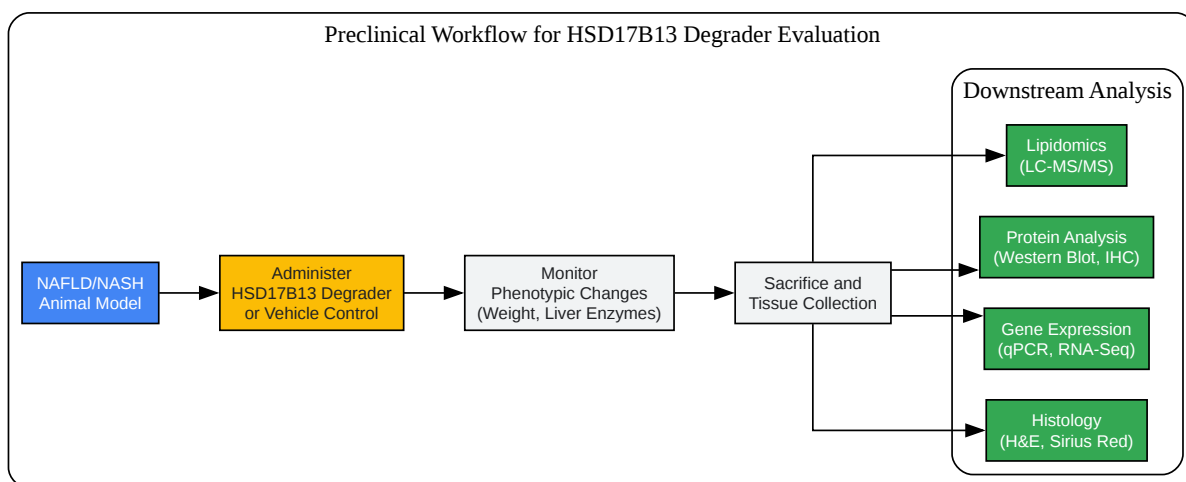 Preclinical Workflow for HSD17B13 Degrader Evaluation
Downstream Analysis
NAFLD/NASH
Animal Model
Administer
HSD17B13 Degrader
or Vehicle Control
Monitor
Phenotypic Changes
(Weight, Liver Enzymes)
Sacrifice and
Tissue Collection
Lipidomics
(LC-MS/MS)
Protein Analysis
(Western Blot, IHC)
Gene Expression
(qPCR, RNA-Seq)
Histology
(H&E, Sirius Red)